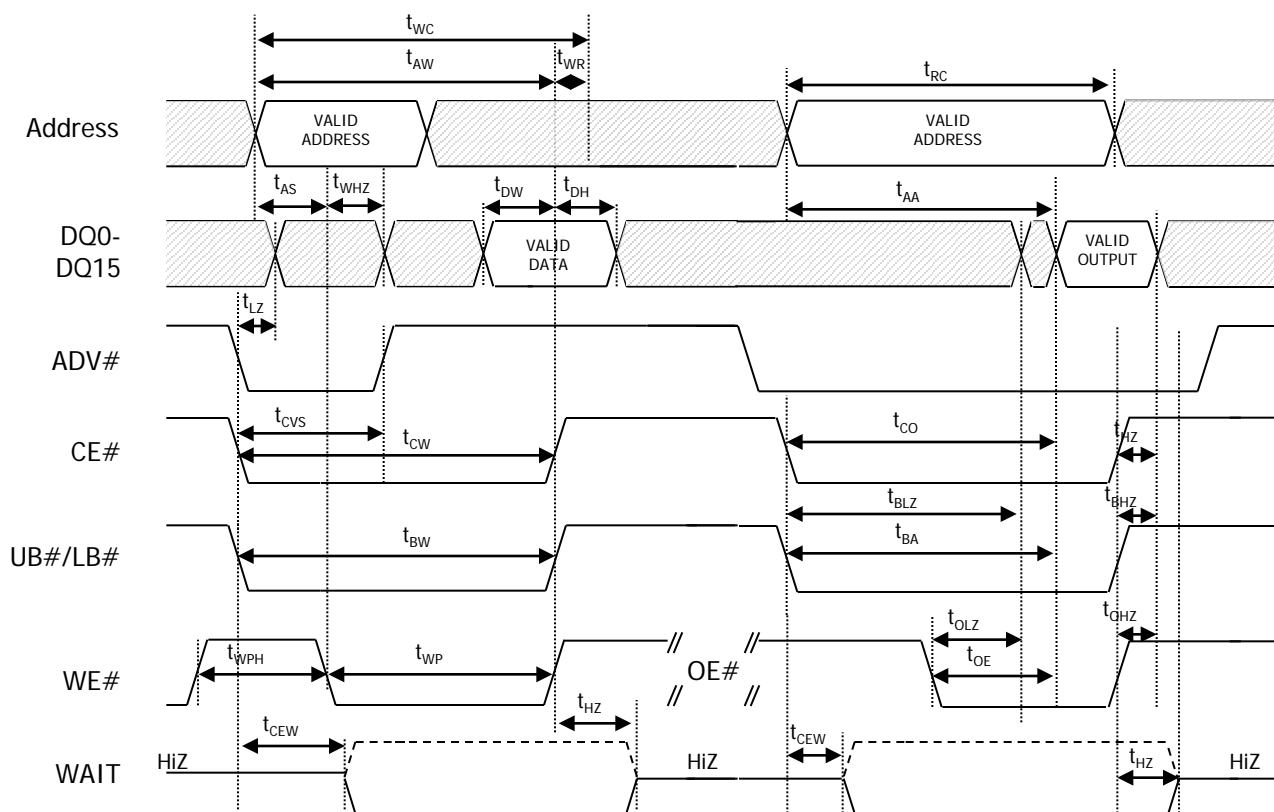 tWC
tAW
tWR
tRC
Address
VALID
ADDRESS
VALID
ADDRESS
tAS
tWHZ
tDW
tDH
tAA
DQ0-
DQ15
VALID
DATA
VALID
OUTPUT
tLZ
ADV#
tCVS
tCW
tCO
tHZ
CE#
tBLZ
tBHZ
tBW
tBA
UB#/LB#
tOLZ
tOHZ
tWPH
tWP
tOE
WE#
OE#
tHZ
tCEW
tCEW
tHZ
WAIT
HiZ
HiZ
HiZ